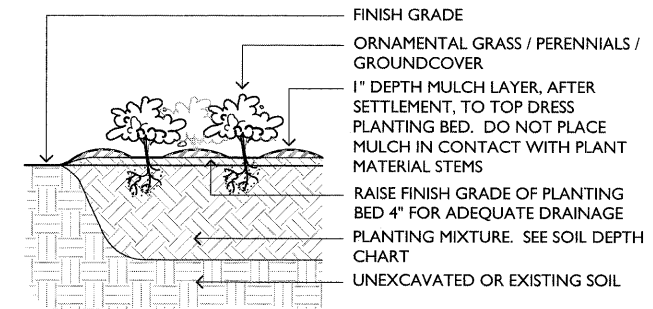 FINISH GRADE
ORNAMENTAL GRASS / PERENNIALS /
GROUNDCOVER
1" DEPTH MULCH LAYER, AFTER
SETTLEMENT, TO TOP DRESS
PLANTING BED. DO NOT PLACE
MULCH IN CONTACT WITH PLANT
MATERIAL STEMS
RAISE FINISH GRADE OF PLANTING
BED 4" FOR ADEQUATE DRAINAGE
PLANTING MIXTURE. SEE SOIL DEPTH
CHART
UNEXCAVATED OR EXISTING SOIL